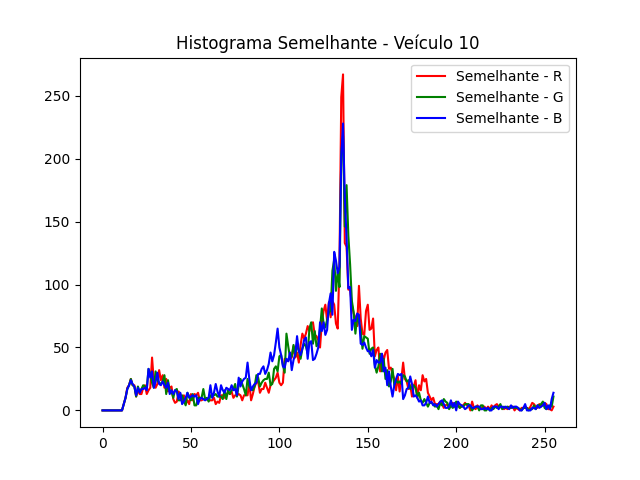 Histograma Semelhante - Veículo 10
Semelhante - R
Semelhante - G
Semelhante - B
250
200
150
100
50
0
0 50 100 150 200 250